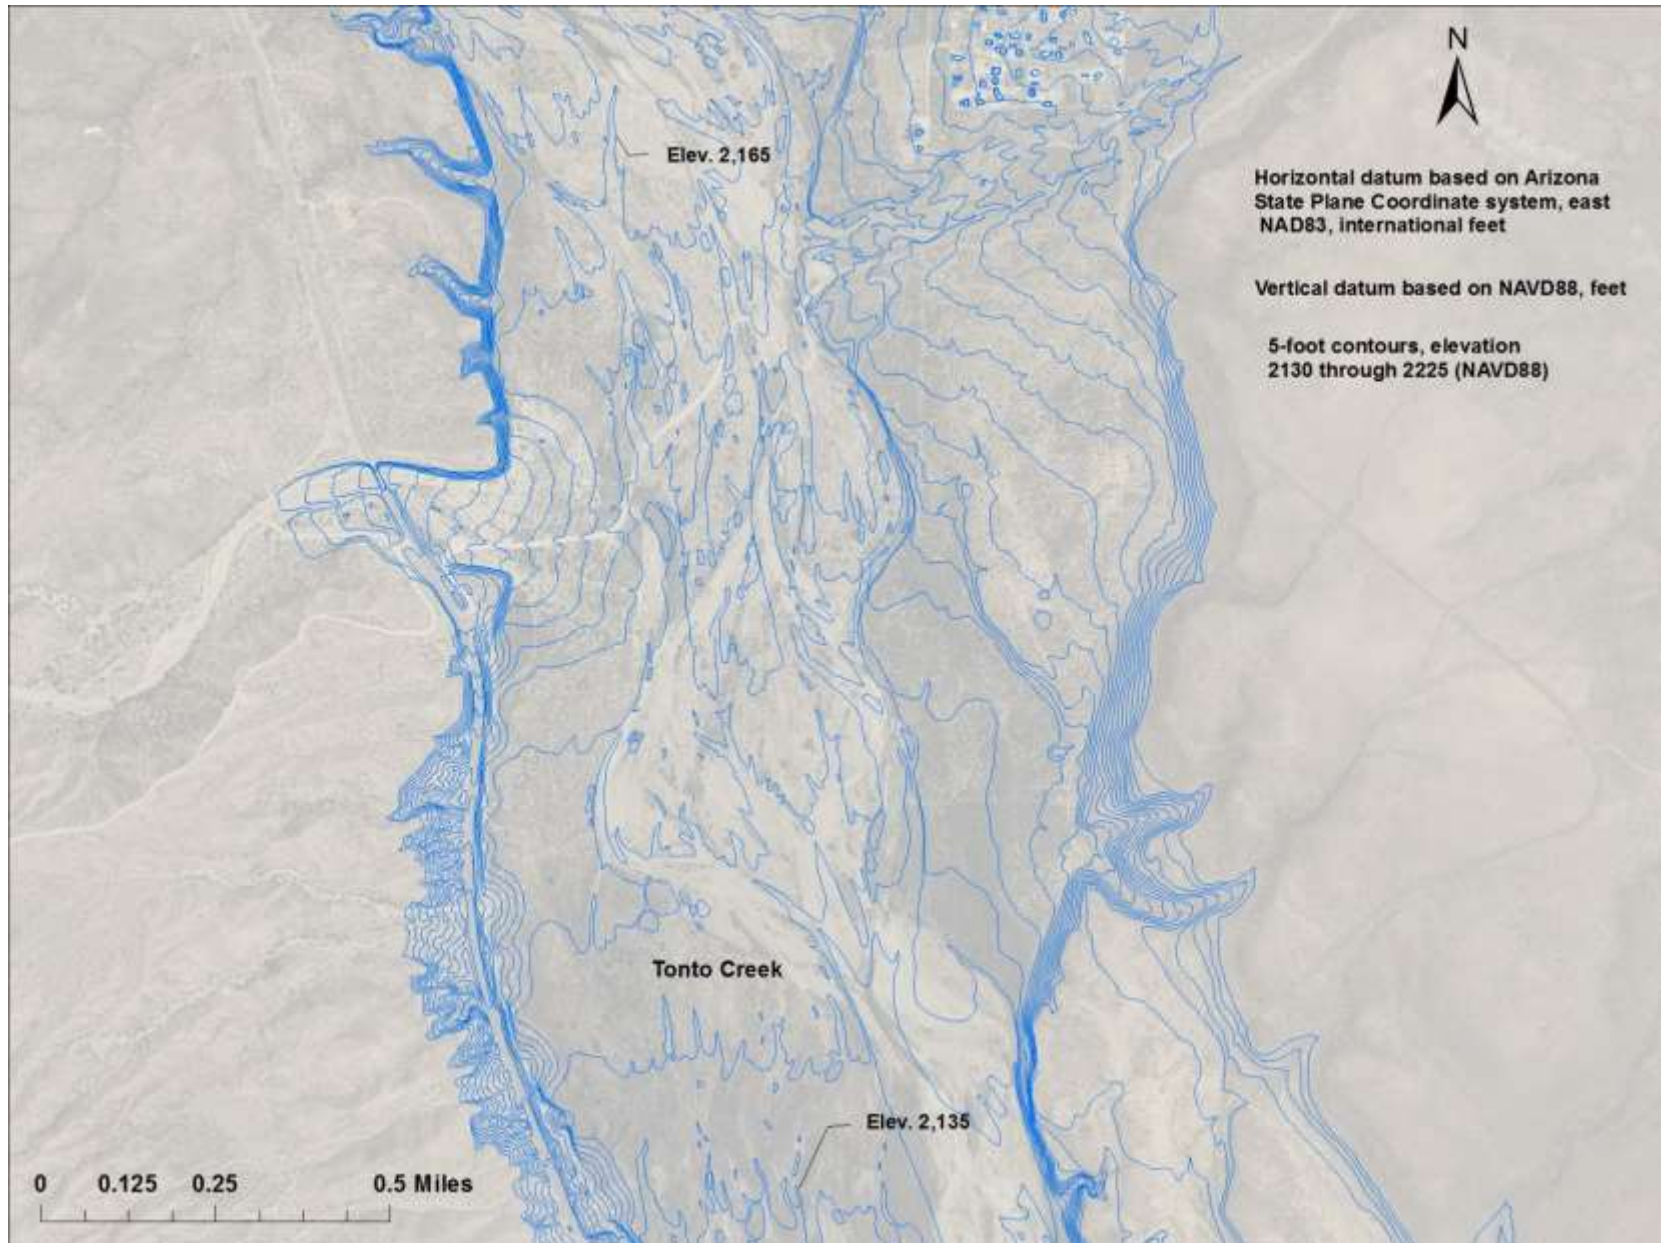 N
Elev. 2,165
Horizontal datum based on Arizona
State Plane Coordinate system, east
NAD83, international feet
Vertical datum based on NAVD88, feet
5-foot contours, elevation
2130 through 2225 (NAVD88)
Tonto Creek
Elev. 2,135
0 0.125 0.25 0.5 Miles